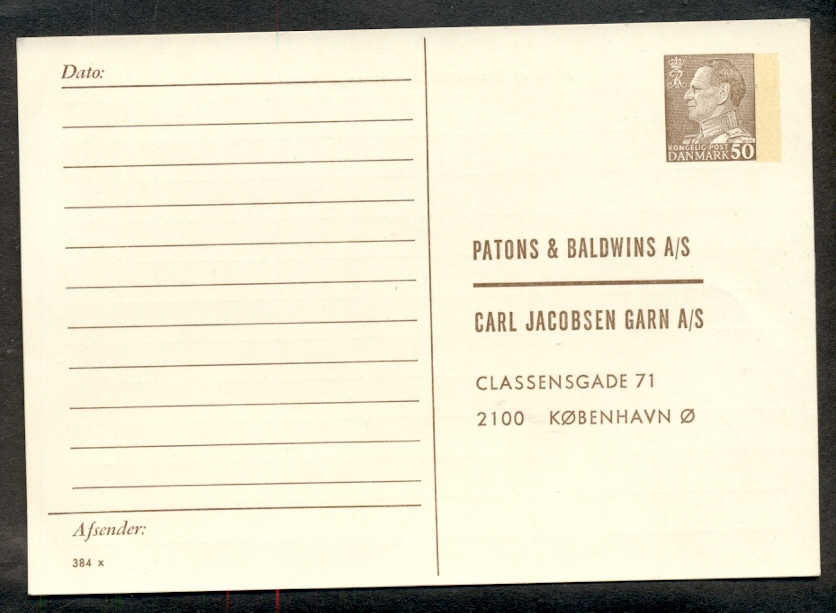 Dato:
Afsender:
384 x
KONGELIG POST
DANMARK 50
PATONS & BALDWINS A/S
CARL JACOBSEN GARN A/S
CLASSENSGADE 71
2100 KØBENHAVN Ø